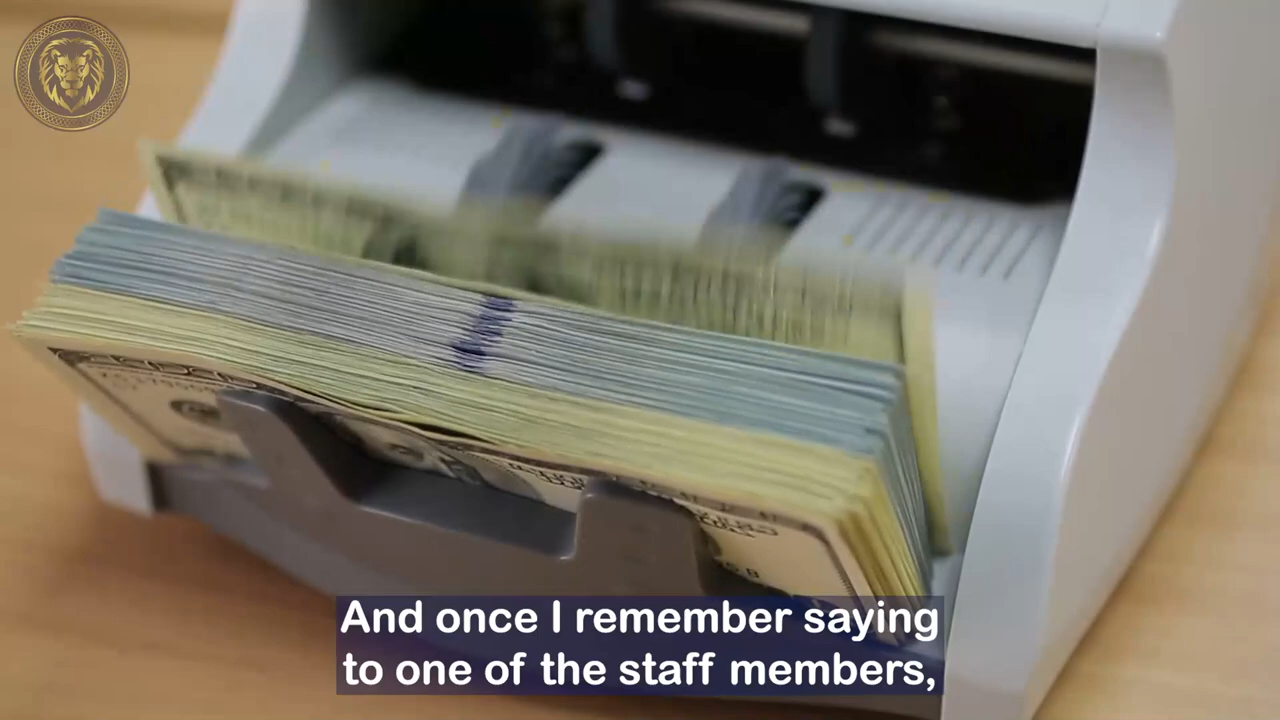 And once I remember saying
to one of the staff members,